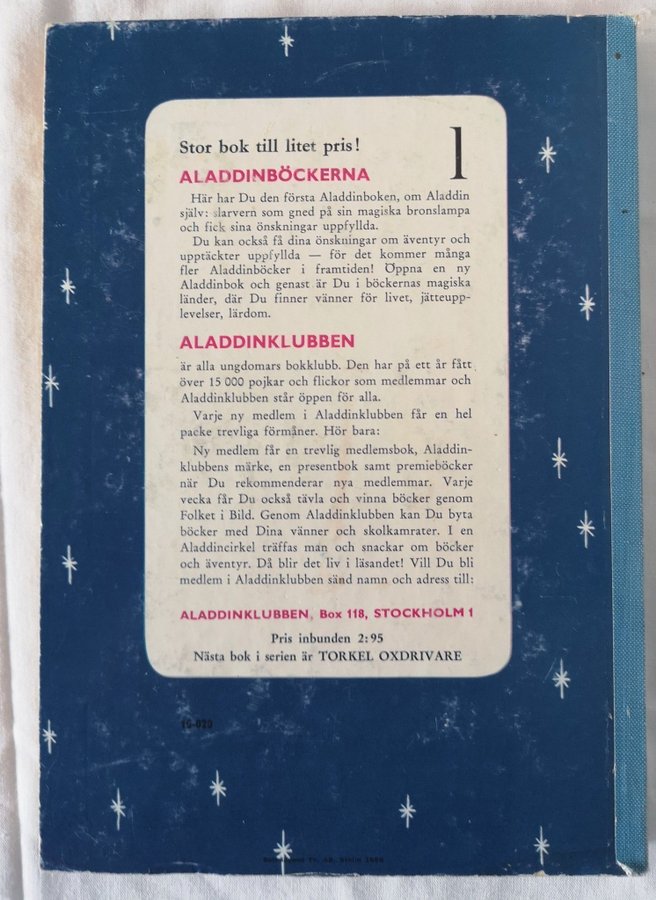 Stor bok till litet pris!
1
ALADDINBÖCKERNA
Här har Du den första Aladdinboken, om Aladdin
själv: slarvern som gned på sin magiska bronslampa
och fick sina önskningar uppfyllda.
Du kan också få dina önskningar om äventyr och
upptäckter uppfyllda — för det kommer många
fler Aladdinböcker i framtiden! Öppna en ny
Aladdinbok och genast är Du i böckernas magiska
länder, där Du finner vänner för livet, jätteupp-
levelser, lärdom.
ALADDINKLUBBEN
är alla ungdomars bokklubb. Den har på ett år fått
över 15 000 pojkar och flickor som medlemmar och
Aladdinklubben står öppen för alla.
Varje ny medlem i Aladdinklubben får en hel
packe trevliga förmåner. Hör bara:
Ny medlem får en trevlig medlemsbok, Aladdin-
klubbens märke, en presentbok samt premieböcker
när Du rekommenderar nya medlemmar. Varje
vecka får Du också tävla och vinna böcker genom
Folket i Bild. Genom Aladdinklubben kan Du byta
böcker med Dina vänner och skolkamrater. I en
Aladdincirkel träffas man och snackar om böcker
och äventyr. Då blir det liv i läsandet! Vill Du bli
medlem i Aladdinklubben sänd namn och adress till:
ALADDINKLUBBEN, Box 118, STOCKHOLM 1
Pris inbunden 2:95
Nästa bok i serien är TORKEL OXDRIVARE
15-020